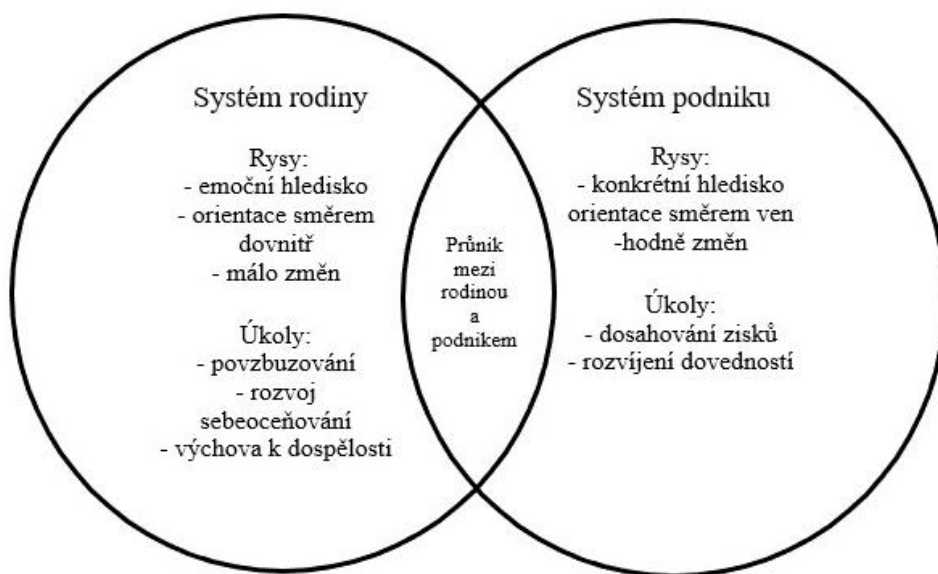 Systém rodiny
Rysy:
- emoční hledisko
- orientace směrem
dovnitř
- málo změn
Úkoly:
- povzbuzování
- rozvoj
sebeoceňování
- výchova k dospělosti
Průnik
mezi
rodinou
a
podnikem
Systém podniku
Rysy:
- konkrétní hledisko
orientace směrem ven
-hodně změn
Úkoly:
- dosahování zisků
- rozvíjení dovedností